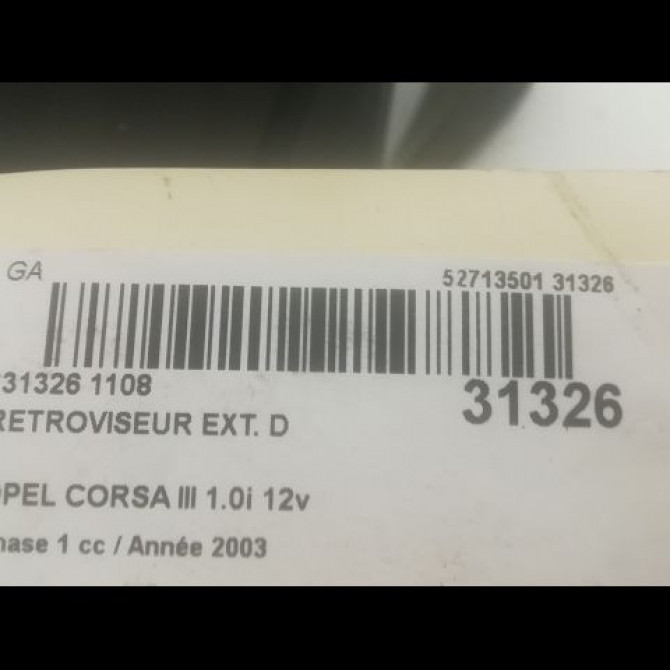 GA
52713501 31326
31326 1108
31326
RETROVISEUR EXT. D
OPEL CORSA III 1.0i 12v
hase 1 cc / Année 2003